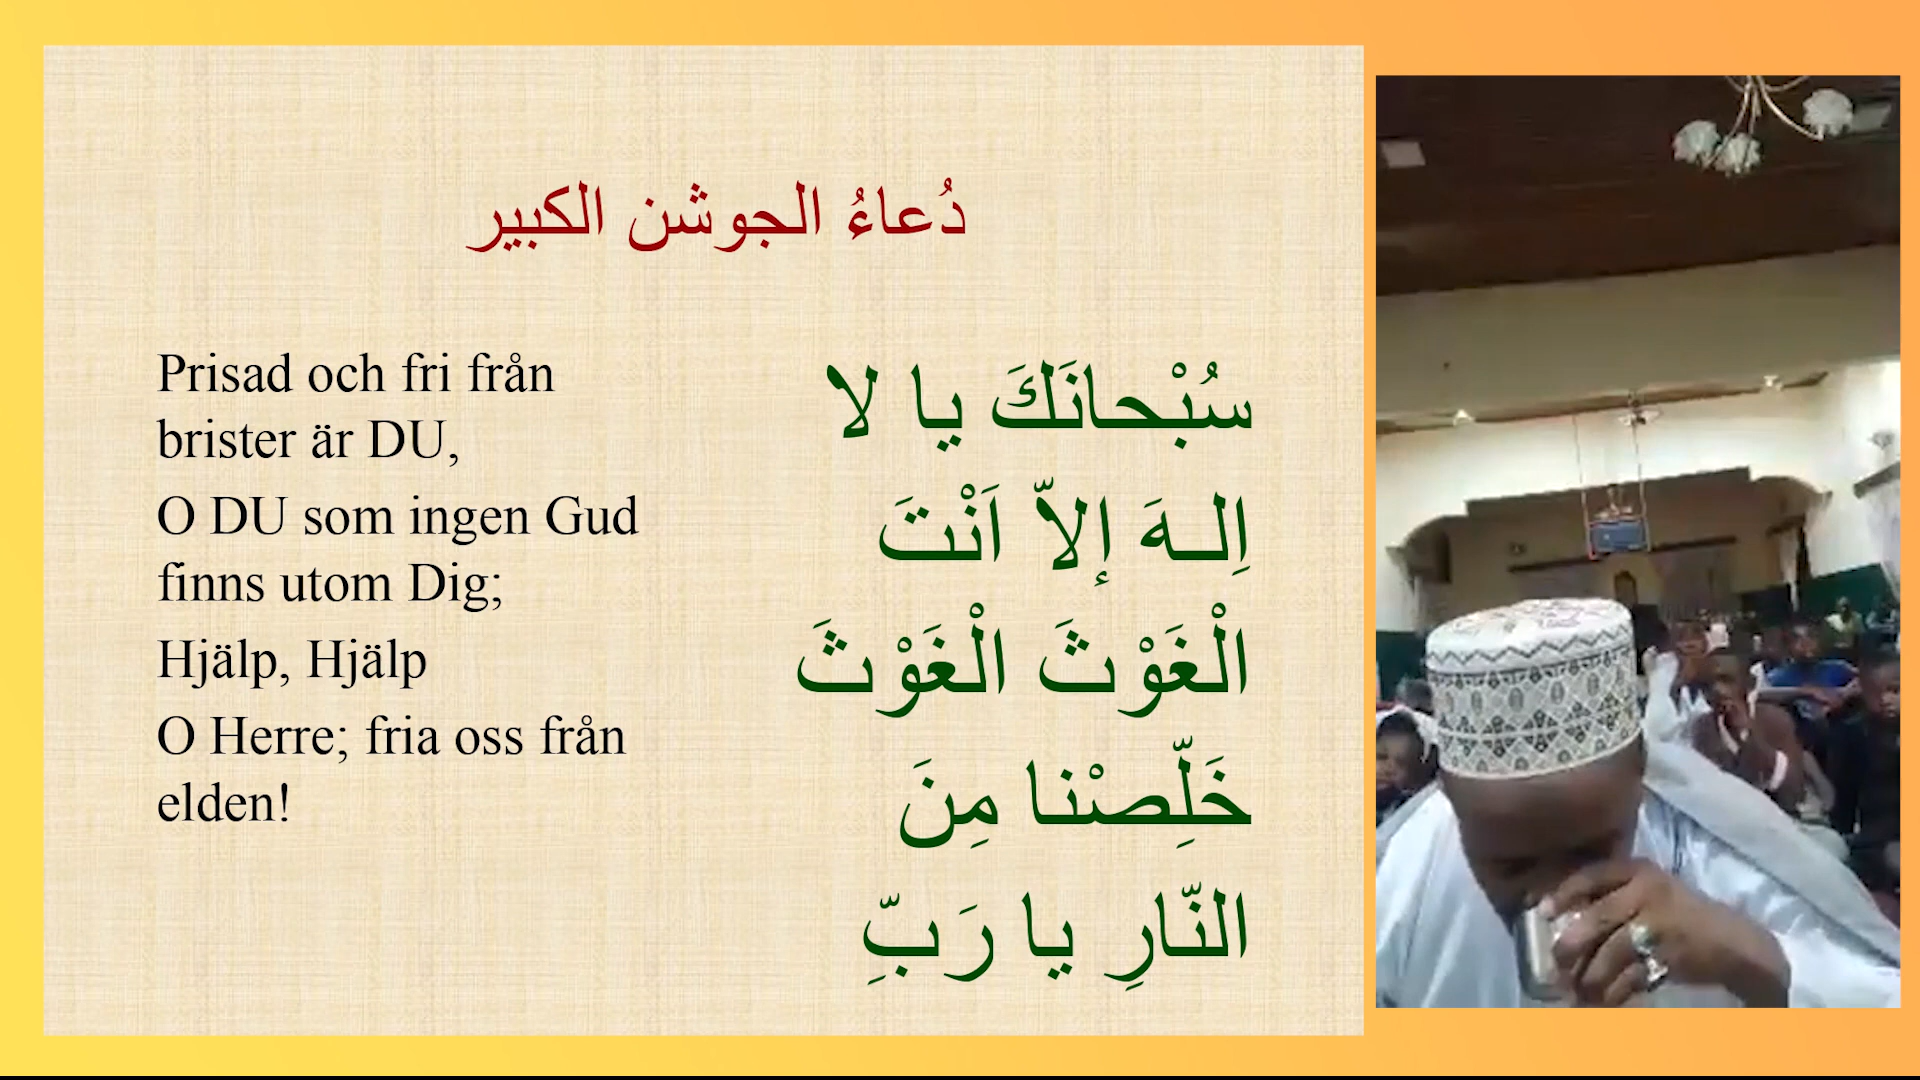 دُعاءُ الجوشن الكبير
Prisad och fri från
brister är DU,
O DU som ingen Gud
finns utom Dig;
Hjälp, Hjälp
O Herre; fria oss från
elden!
سُبْحانَكَ يا لا
اِلـهَ إلاّ اَنْتَ
الْغَوْثَ الْغَوْثَ
خَلِّصْنا مِنَ
النّارِ يا رَبِّ